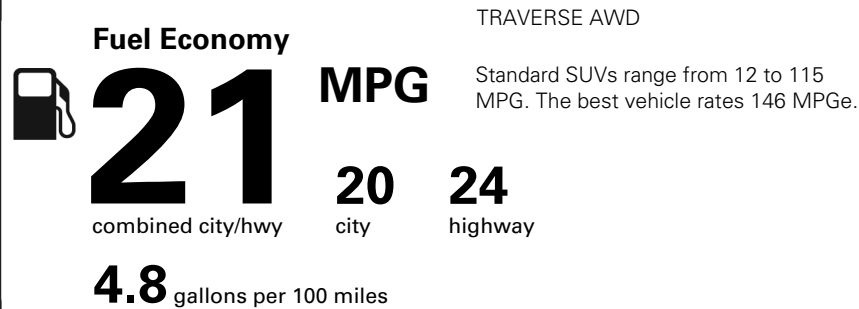 TRAVERSE AWD
Fuel Economy
21 MPG
Standard SUVs range from 12 to 115
MPG. The best vehicle rates 146 MPGe.
combined city/hwy
20
city
24
highway
4.8 gallons per 100 miles